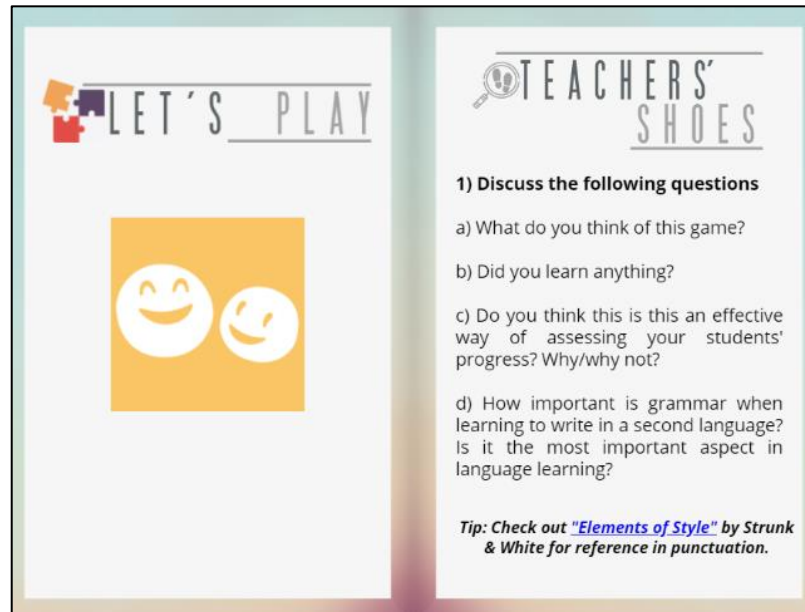 LET´S PLAY
TEACHERS'
SHOES
1) Discuss the following questions
a) What do you think of this game?
b) Did you learn anything?
c) Do you think this is this an effective
way of assessing your students'
progress? Why/why not?
d) How important is grammar when
learning to write in a second language?
Is it the most important aspect in
language learning?
Tip: Check out "Elements of Style" by Strunk
& White for reference in punctuation.